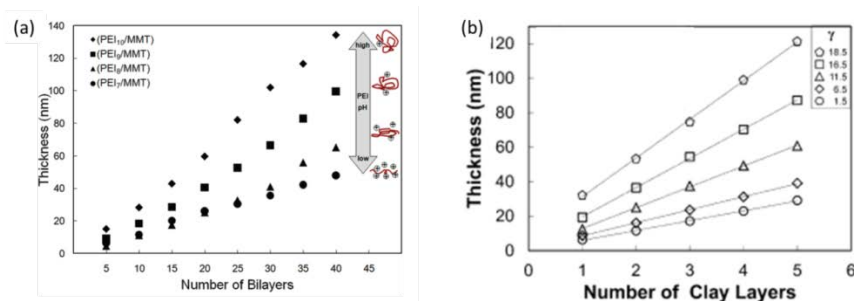 (a)
Thickness (nm)
140
120
100
80
60
40
20
0
5 10 15 20 25 30 35 40 45
Number of Bilayers
(PEI10/MMT)
(PEI9/MMT)
(PEI8/MMT)
(PEI7/MMT)
high
PEI
pH
low
(b)
Thickness (nm)
120
100
80
60
40
20
0
0 1 2 3 4 5 6
Number of Clay Layers
γ
18.5
16.5
11.5
6.5
1.5